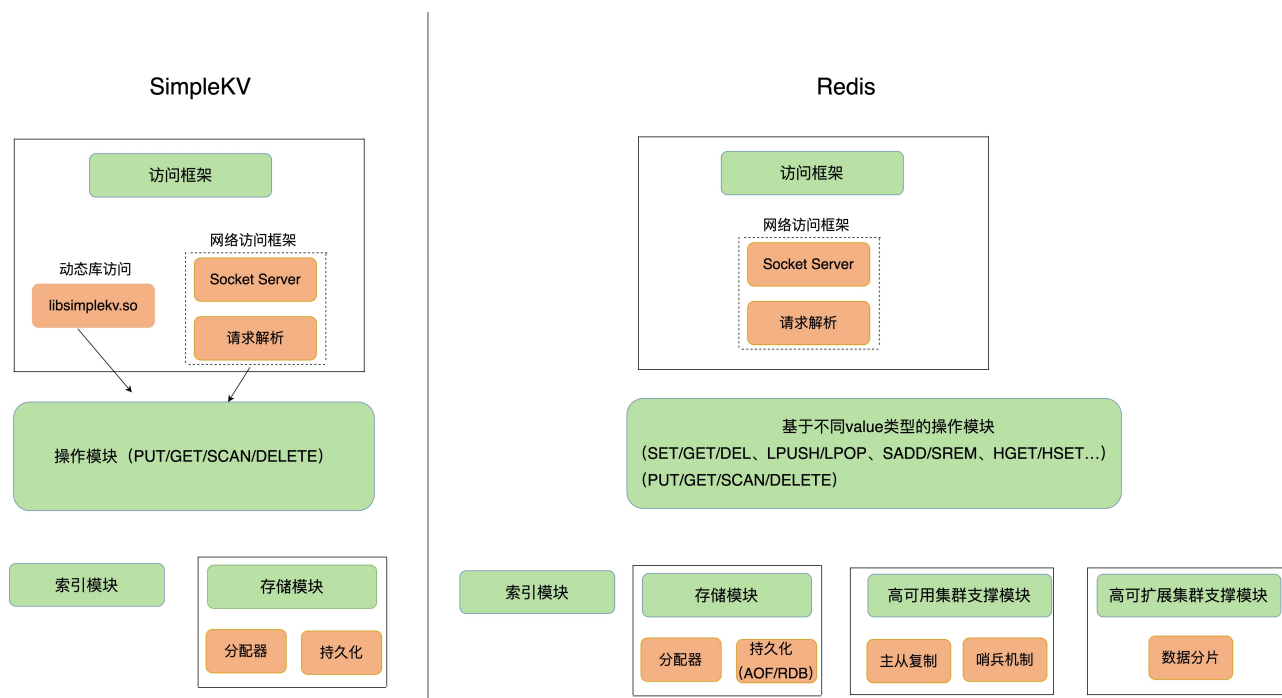 SimpleKV
访问框架
网络访问框架
动态库访问
Socket Server
libsimplekv.so
请求解析
操作模块（PUT/GET/SCAN/DELETE）
索引模块
存储模块
分配器
持久化
Redis
访问框架
网络访问框架
Socket Server
请求解析
基于不同value类型的操作模块
（SET/GET/DEL、LPUSH/LPOP、SADD/SREM、HGET/HSET...）
（PUT/GET/SCAN/DELETE）
索引模块
存储模块
分配器
持久化
（AOF/RDB）
高可用集群支撑模块
主从复制
哨兵机制
高可扩展集群支撑模块
数据分片